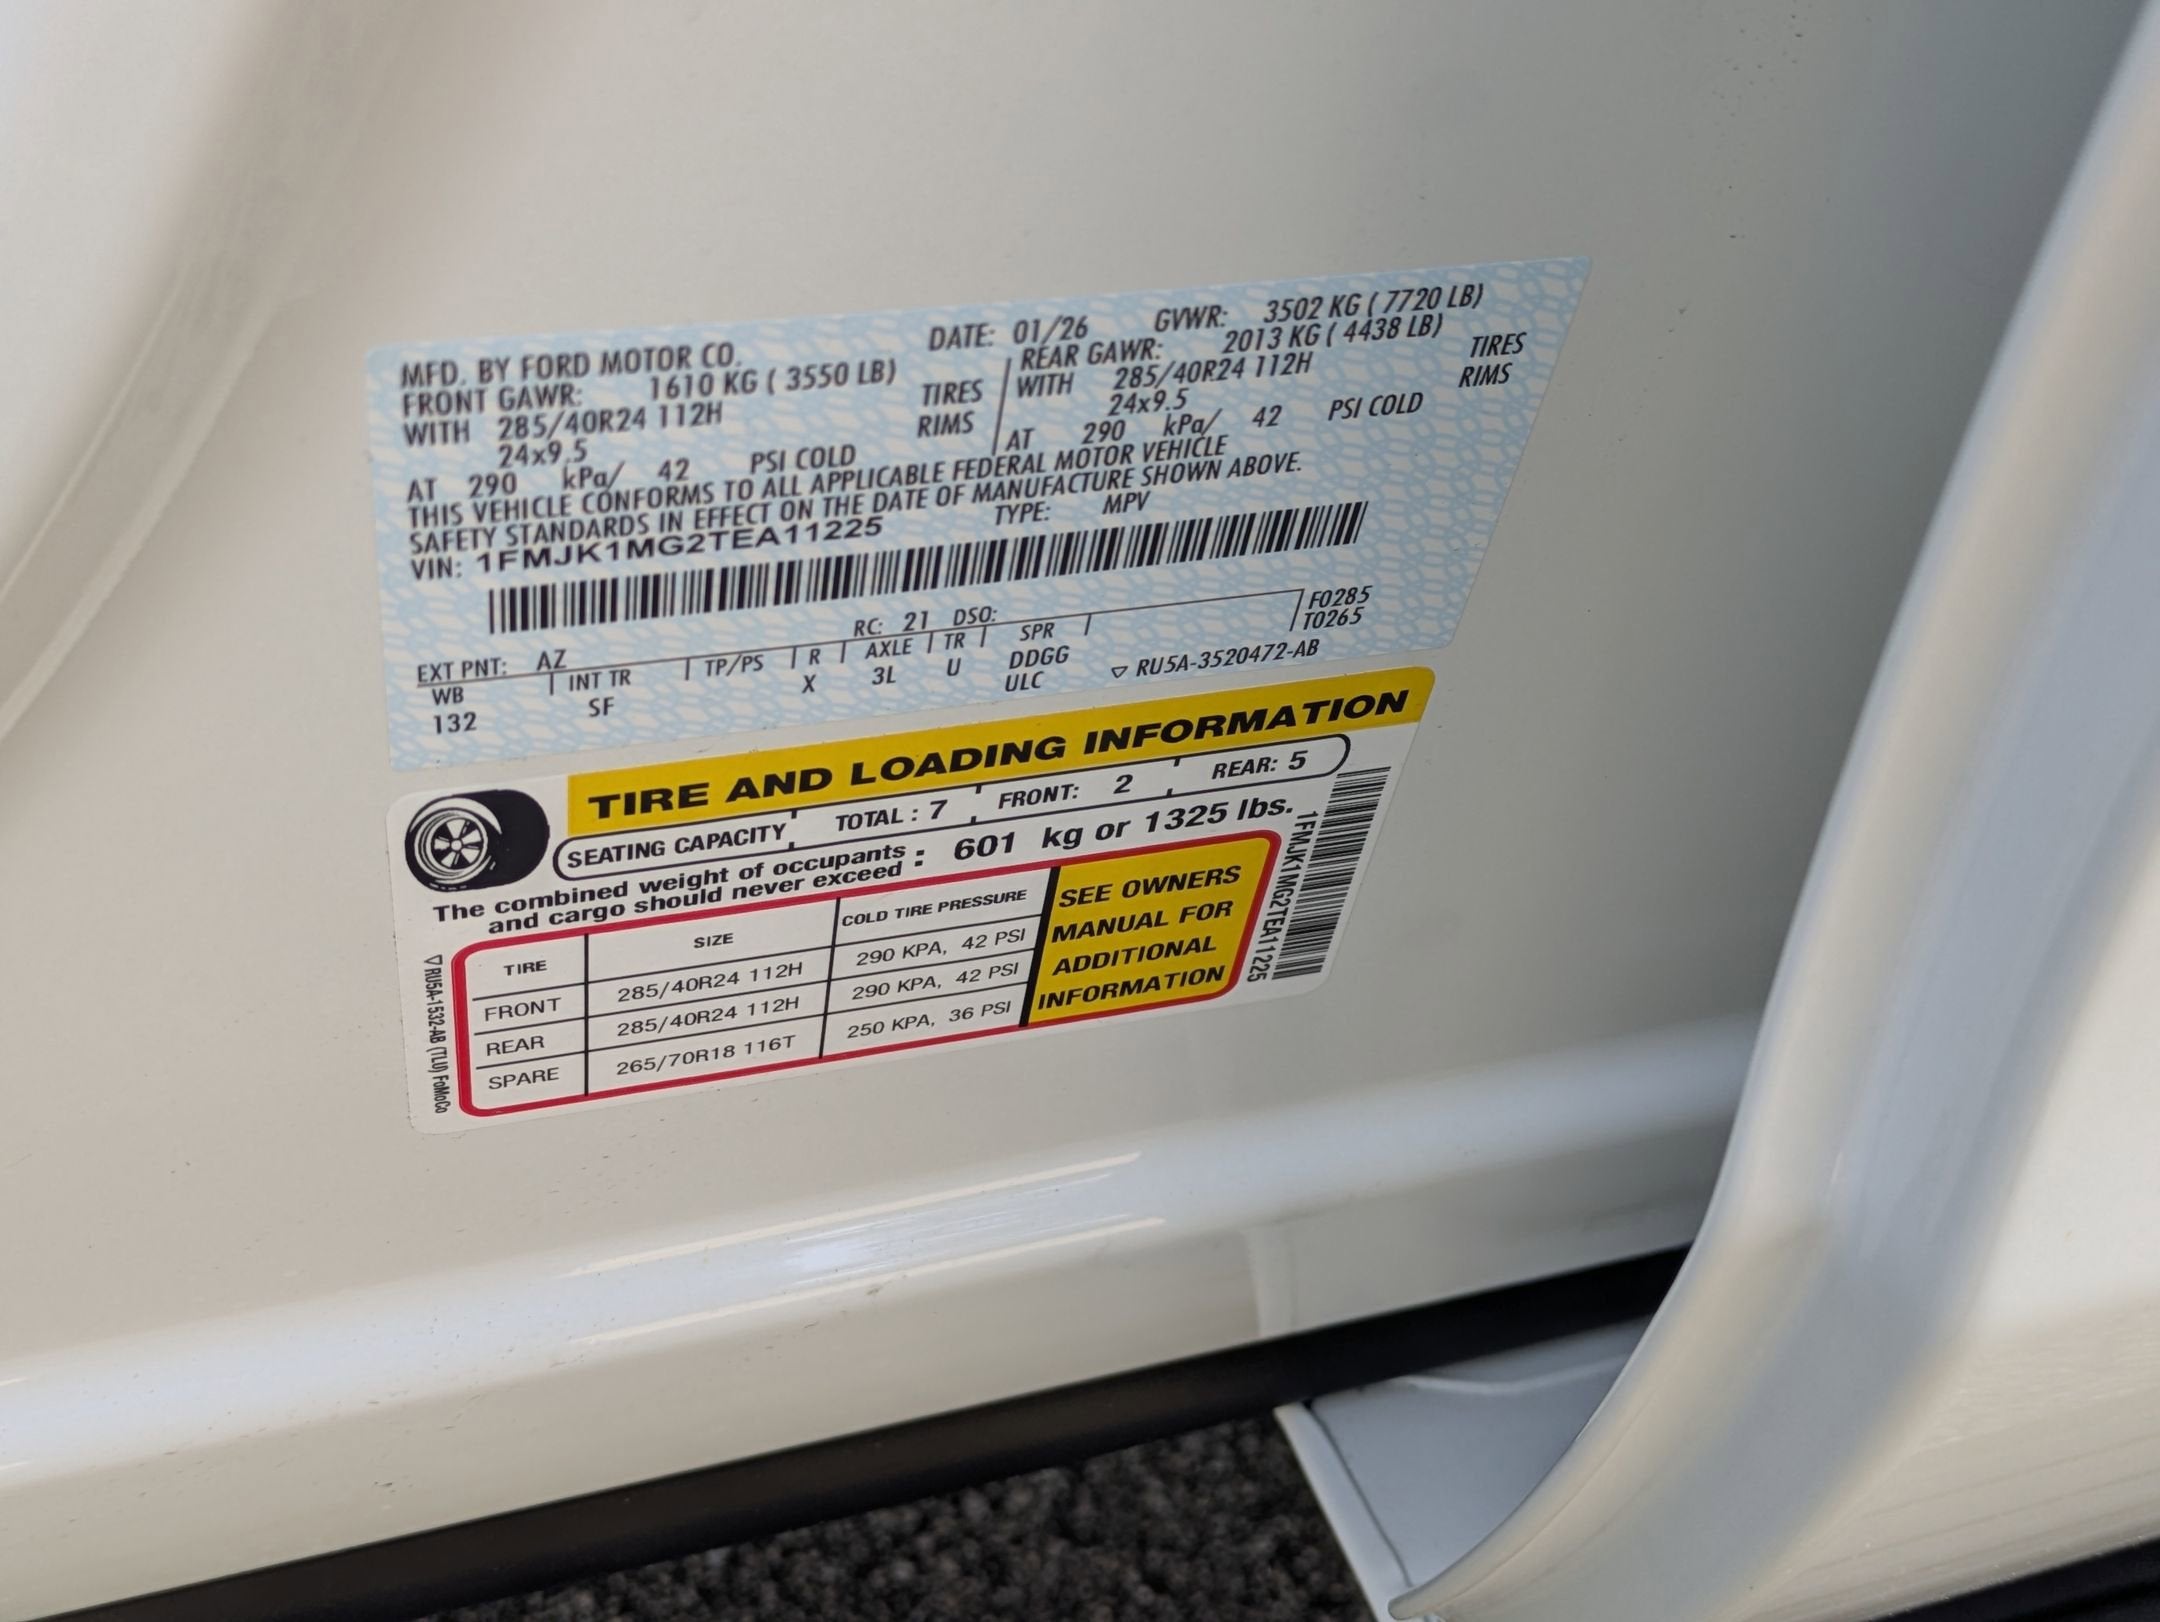 MFD. BY FORD MOTOR CO.
DATE: 01/26 GVWR: 3502 KG ( 7720 LB)
FRONT GAWR: 1610 KG ( 3550 LB)
WITH 285/40R24 112H TIRES
24x9.5 RIMS
AT 290 kPa/ 42 PSI COLD
REAR GAWR: 2013 KG ( 4438 LB)
WITH 285/40R24 112H TIRES
24x9.5 RIMS
AT 290 kPa/ 42 PSI COLD
THIS VEHICLE CONFORMS TO ALL APPLICABLE FEDERAL MOTOR VEHICLE
SAFETY STANDARDS IN EFFECT ON THE DATE OF MANUFACTURE SHOWN ABOVE.
VIN: 1FMJK1MG2TEA11225 TYPE: MPV
F0285
EXT PNT: AZ RC: 21 DSO: T0265
WB INT TR TP/PS R AXLE TR SPR
132 SF X 3L U DDGG
ULC
▽ RU5A-3520472-AB
TIRE AND LOADING INFORMATION
SEATING CAPACITY TOTAL : 7 FRONT: 2 REAR: 5
The combined weight of occupants
and cargo should never exceed : 601 kg or 1325 lbs.
TIRE SIZE COLD TIRE PRESSURE
FRONT 285/40R24 112H 290 KPA, 42 PSI
REAR 285/40R24 112H 290 KPA, 42 PSI
SPARE 265/70R18 116T 250 KPA, 36 PSI
SEE OWNERS
MANUAL FOR
ADDITIONAL
INFORMATION
1FMJK1MG2TEA11225
▽RU5A-1532-AB (TLU) FoMoCo